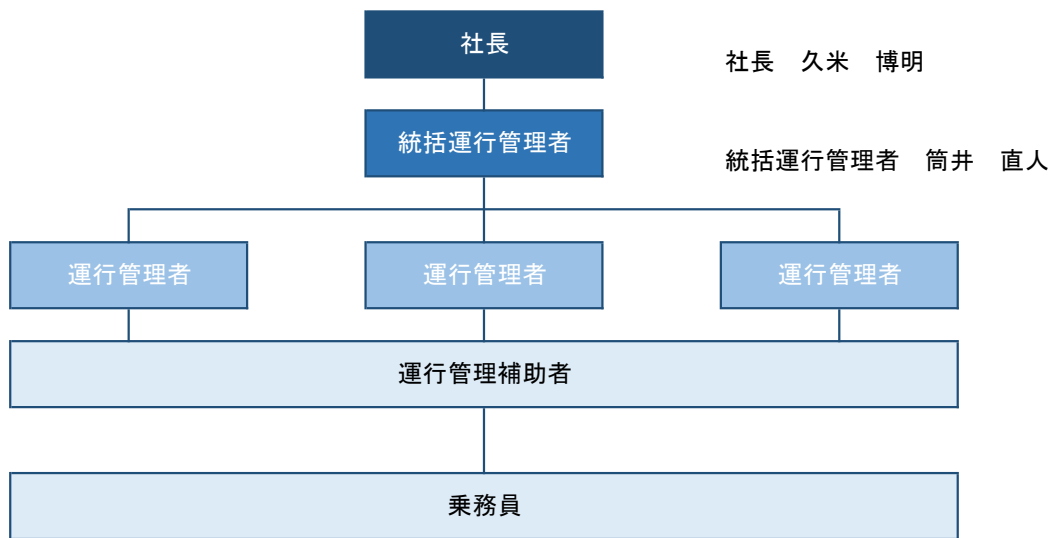 社長
社長　久米　博明
統括運行管理者
統括運行管理者　筒井　直人
運行管理者
運行管理者
運行管理者
運行管理補助者
乗務員